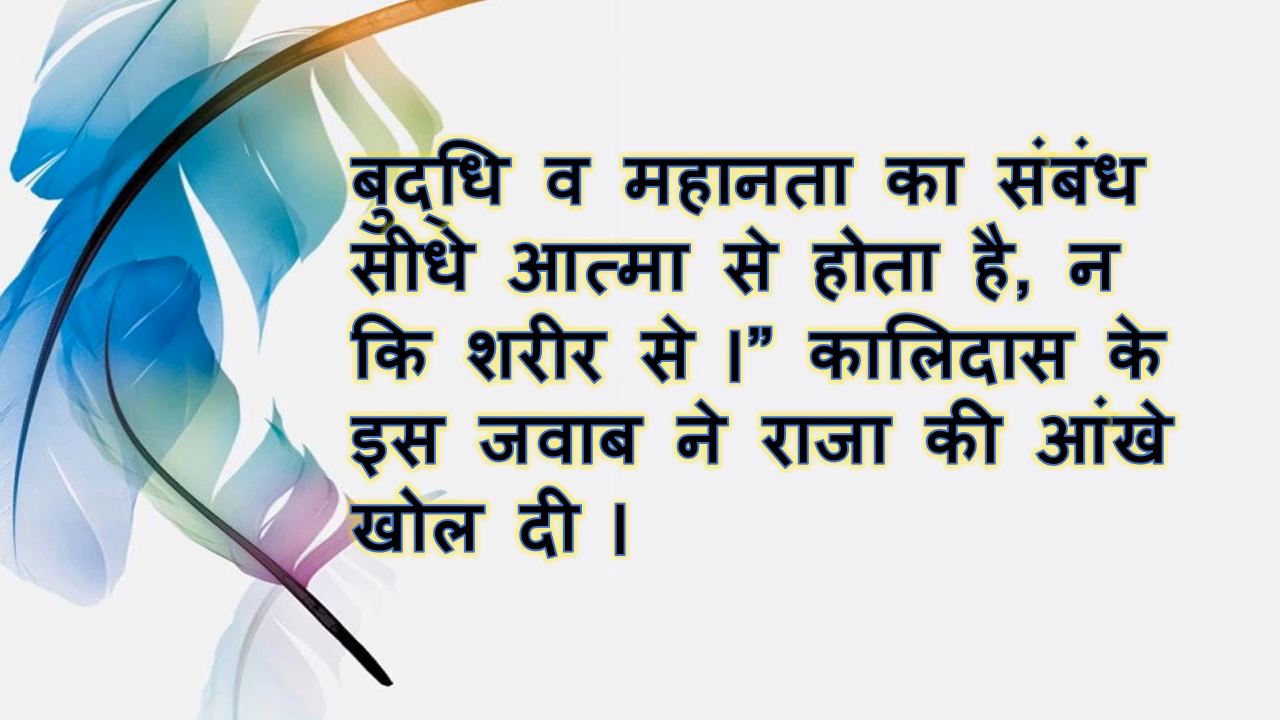 बुद्‌धि व महानता का संबंध
सीधे आत्मा से होता है, न
कि शरीर से ।” कालिदास के
इस जवाब ने राजा की आंखे
खोल दी ।